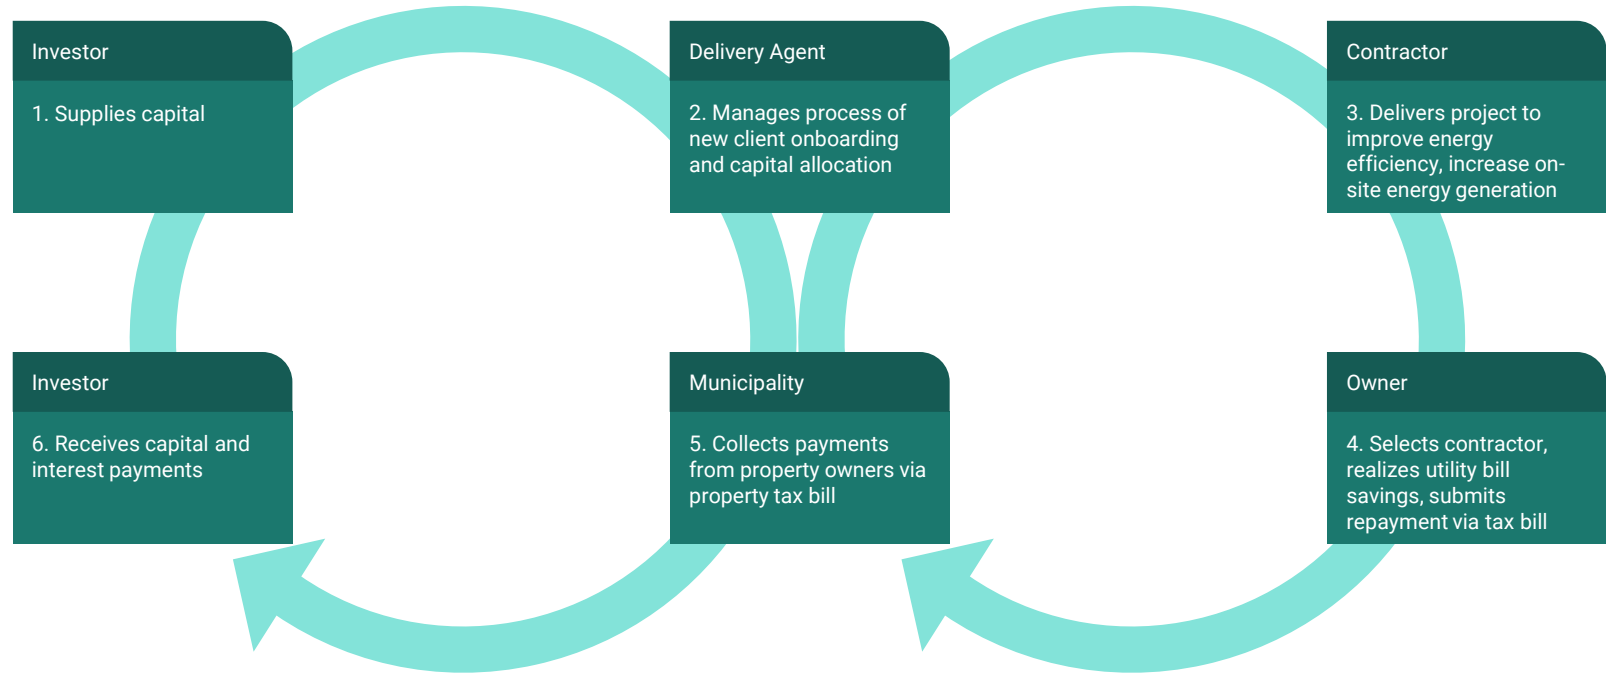 Investor
1. Supplies capital
Delivery Agent
2. Manages process of
new client onboarding
and capital allocation
Contractor
3. Delivers project to
improve energy
efficiency, increase on-
site energy generation
Investor
6. Receives capital and
interest payments
Municipality
5. Collects payments
from property owners via
property tax bill
Owner
4. Selects contractor,
realizes utility bill
savings, submits
repayment via tax bill